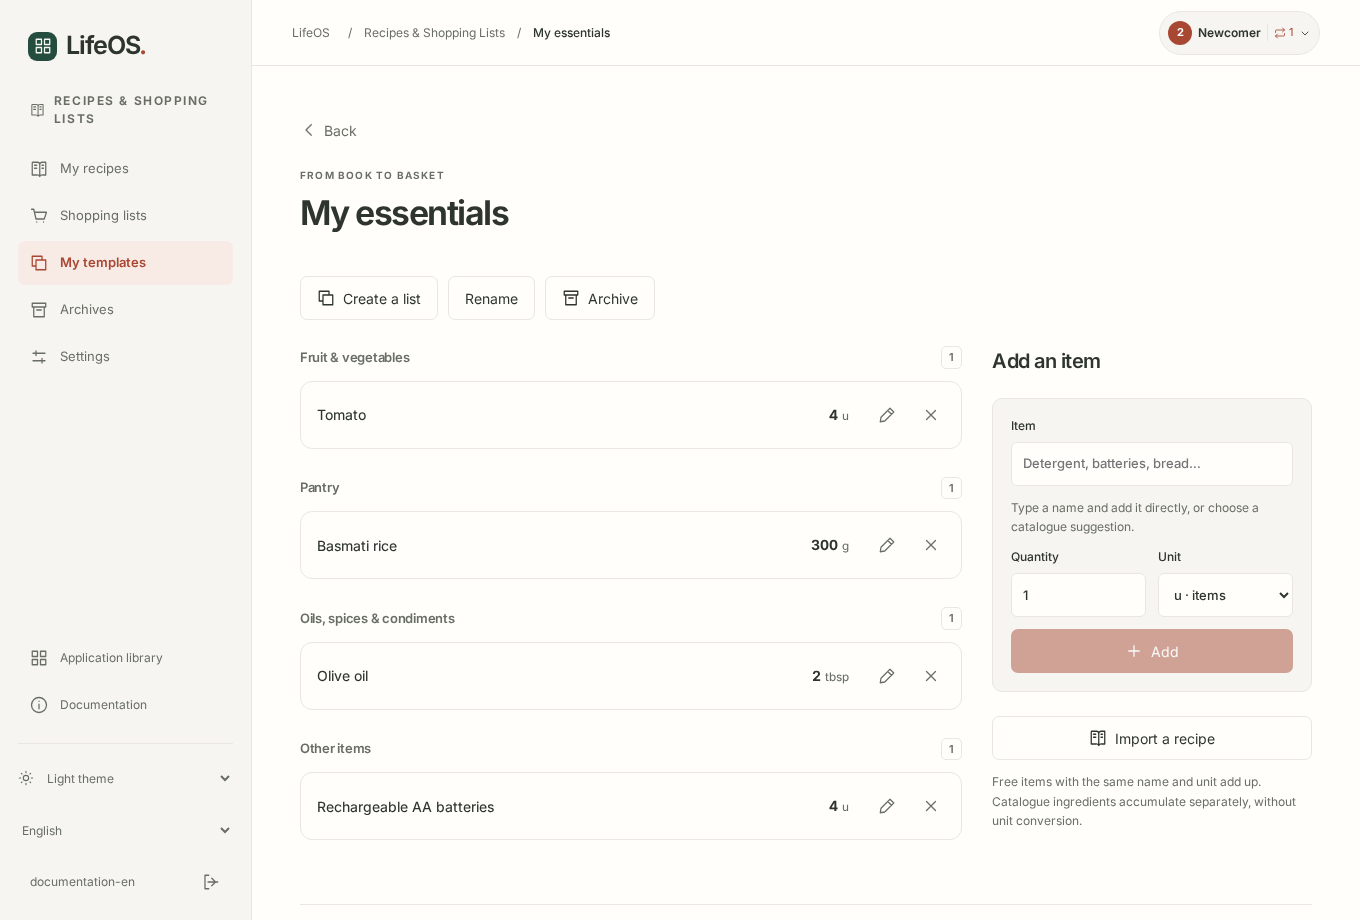 LifeOS.
RECIPES & SHOPPING
LISTS
My recipes
Shopping lists
My templates
Archives
Settings
Application library
Documentation
Light theme
English
documentation-en
LifeOS / Recipes & Shopping Lists / My essentials
2 Newcomer 1
Back
FROM BOOK TO BASKET
My essentials
Create a list
Rename
Archive
Fruit & vegetables 1
Tomato 4 u
Pantry 1
Basmati rice 300 g
Oils, spices & condiments 1
Olive oil 2 tbsp
Other items 1
Rechargeable AA batteries 4 u
Add an item
Item
Detergent, batteries, bread...
Type a name and add it directly, or choose a
catalogue suggestion.
Quantity Unit
1 u · items
Add
Import a recipe
Free items with the same name and unit add up.
Catalogue ingredients accumulate separately, without
unit conversion.